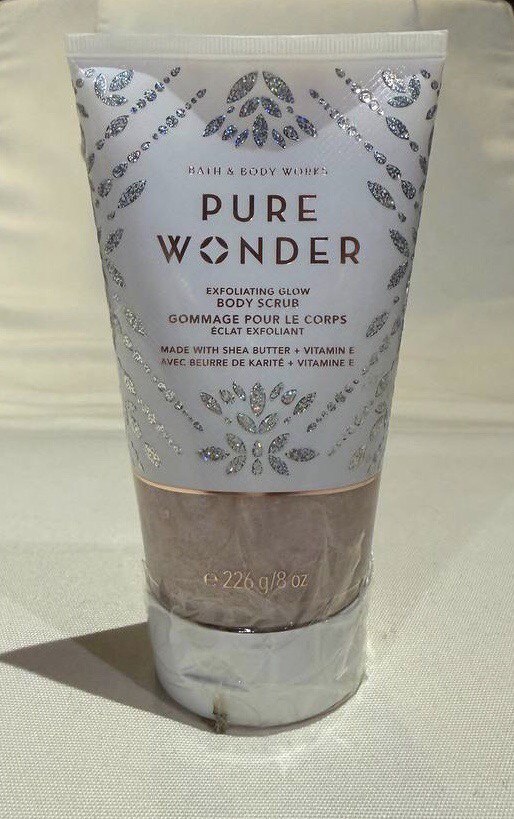 BATH & BODY WORKS
PURE
WONDER
EXFOLIATING GLOW
BODY SCRUB
GOMMAGE POUR LE CORPS
ÉCLAT EXFOLIANT
MADE WITH SHEA BUTTER + VITAMIN E
AVEC BEURRE DE KARITÉ + VITAMINE E
℮ 226 g/8 oz